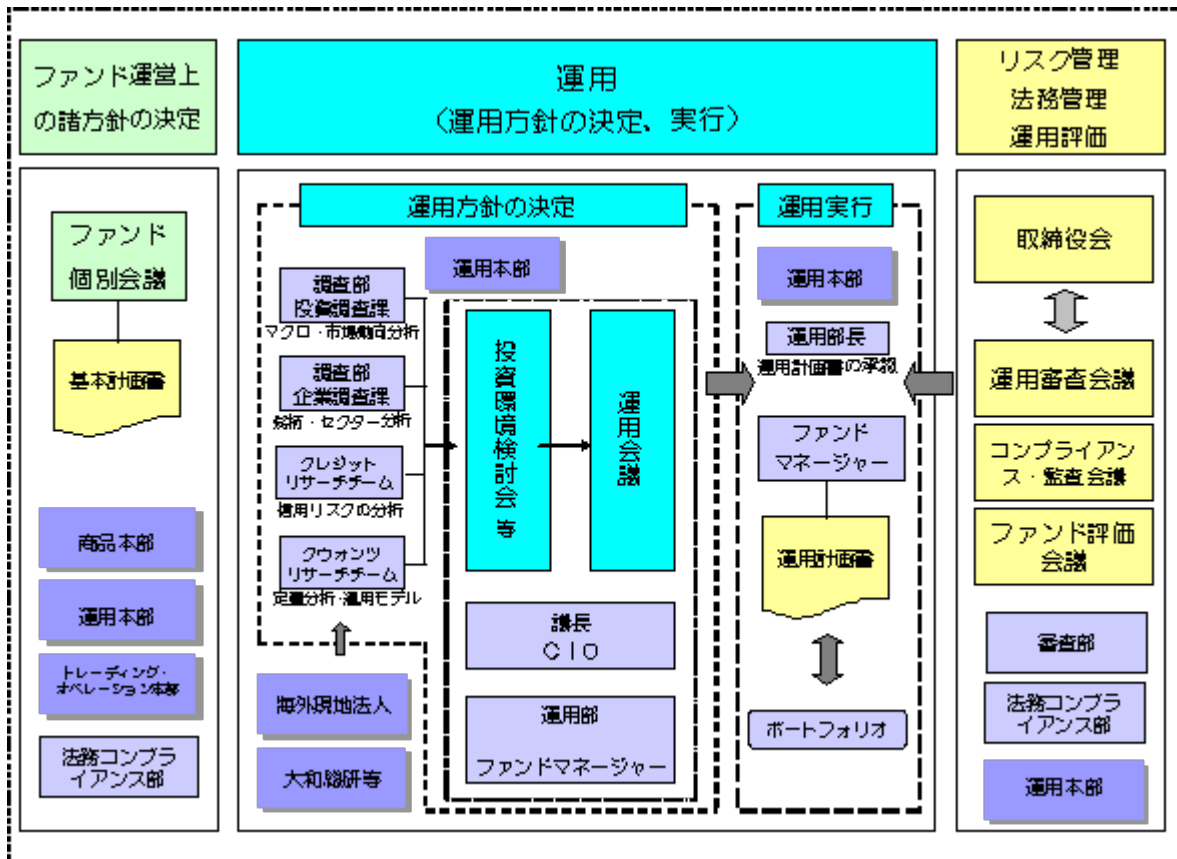 ファンド運営上
の諸方針の決定
運用
（運用方針の決定、実行）
リスク管理
法務管理
運用評価
ファンド
個別会議
基本計画書
商品本部
運用本部
トレーディング・
オペレーション本部
法務コンプラ
イアンス部
運用方針の決定
運用本部
調査部
投資調査課
マクロ・市場動向分析
調査部
企業調査課
銘柄・セクター分析
クレジット
リサーチチーム
信用リスクの分析
クウォンツ
リサーチチーム
定量分析・運用モデル
海外現地法人
大和総研等
投資環境検討会 等
運用会議
議長
ＣＩＯ
運用部
ファンドマネージャー
運用実行
運用本部
運用部長
運用計画書の承認
ファンド
マネージャー
運用計画書
ポートフォリオ
取締役会
運用審査会議
コンプライアン
ス・監査会議
ファンド評価
会議
審査部
法務コンプラ
イアンス部
運用本部